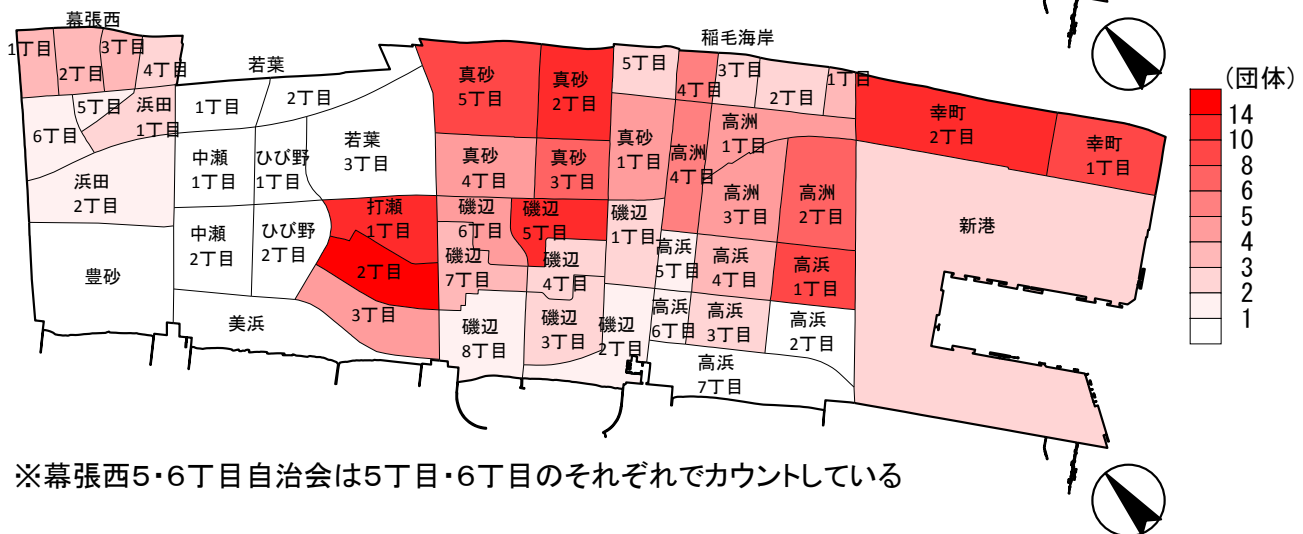 幕張西
1丁目
2丁目
3丁目
4丁目
5丁目
6丁目
浜田
1丁目
浜田
2丁目
豊砂
若葉
1丁目
2丁目
若葉
3丁目
中瀬
1丁目
ひび野
1丁目
中瀬
2丁目
ひび野
2丁目
美浜
打瀬
1丁目
2丁目
3丁目
真砂
5丁目
真砂
2丁目
真砂
4丁目
真砂
3丁目
真砂
1丁目
磯辺
6丁目
磯辺
5丁目
磯辺
1丁目
磯辺
7丁目
磯辺
4丁目
磯辺
8丁目
磯辺
3丁目
磯辺
2丁目
稲毛海岸
5丁目
4丁目
3丁目
2丁目
1丁目
高洲
1丁目
高洲
4丁目
高洲
3丁目
高洲
2丁目
高浜
5丁目
高浜
4丁目
高浜
1丁目
高浜
6丁目
高浜
3丁目
高浜
2丁目
高浜
7丁目
幸町
2丁目
幸町
1丁目
新港
(団体)
14
10
8
6
5
4
3
2
1
※幕張西5・6丁目自治会は5丁目・6丁目のそれぞれでカウントしている